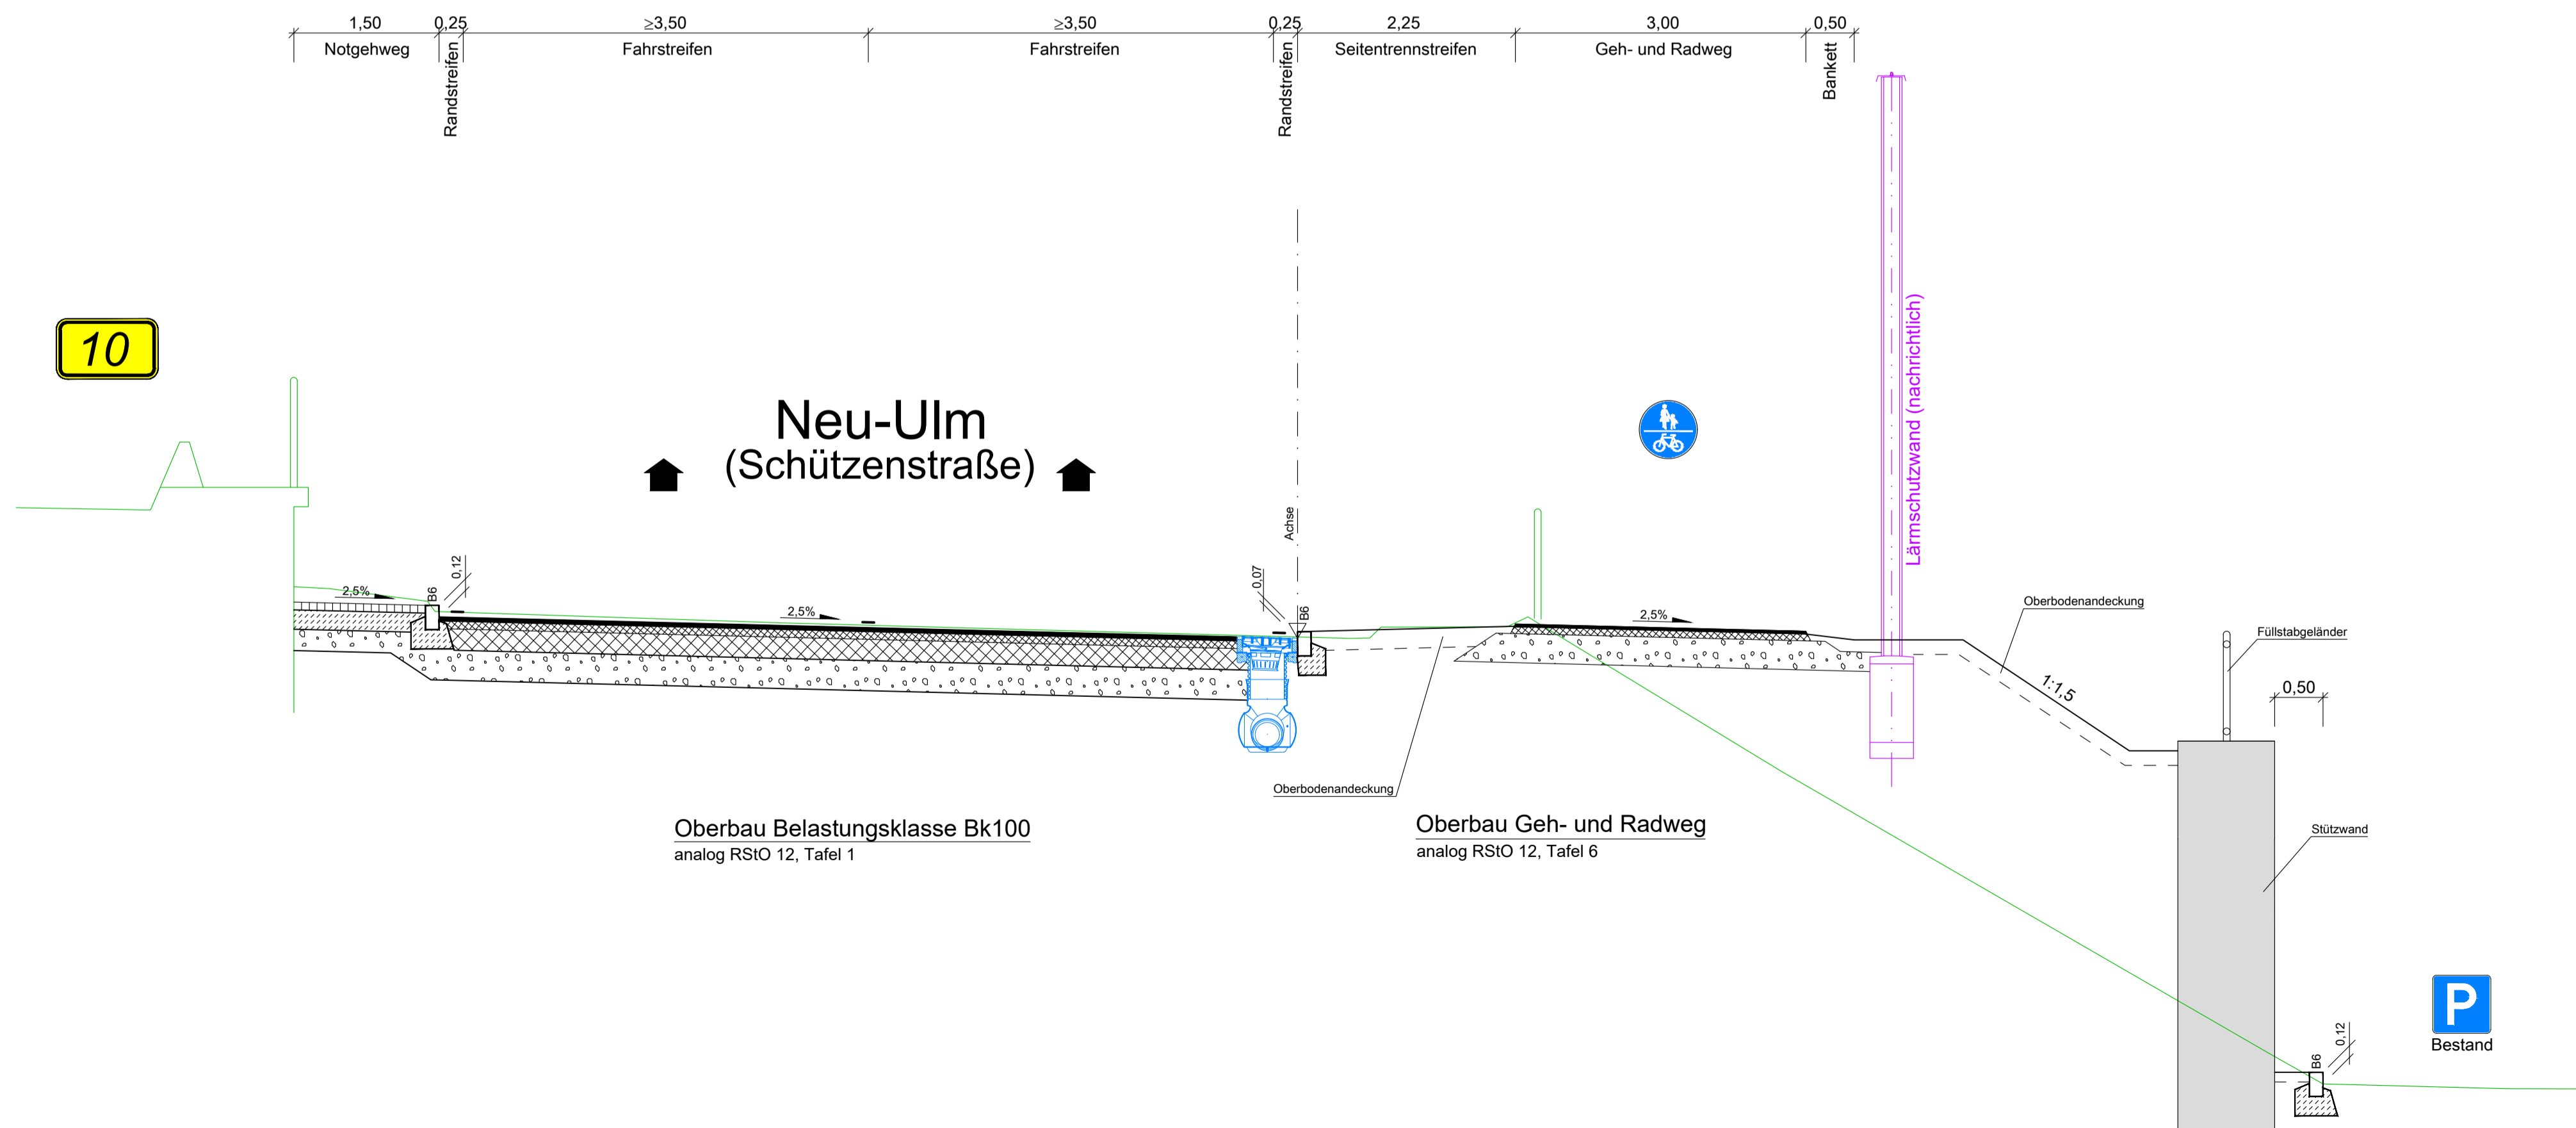 1,50 0,25 ≥3,50 ≥3,50 0,25 2,25 3,00 0,50
Notgehweg Randstreifen Fahrstreifen Fahrstreifen Randstreifen Seitentrennstreifen Geh- und Radweg Bankett
10
Neu-Ulm
(Schützenstraße)
Lärmschutzwand (nachrichtlich)
Achse
2,5%
B6
0,12
2,5%
0,07
B6
2,5%
Oberbodenandeckung
Füllstabgeländer
1:1,5
0,50
Oberbodenandeckung
Oberbau Belastungsklasse Bk100
analog RStO 12, Tafel 1
Oberbau Geh- und Radweg
analog RStO 12, Tafel 6
Stützwand
P
Bestand
B6
0,12